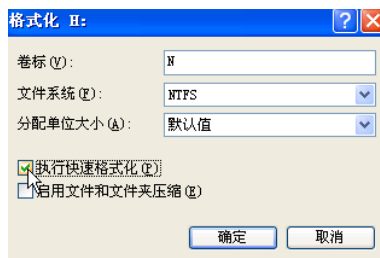 格式化 H:
卷标(V): N
文件系统(F): NTFS
分配单位大小(A): 默认值
执行快速格式化(P)
启用文件和文件夹压缩(E)
确定 取消